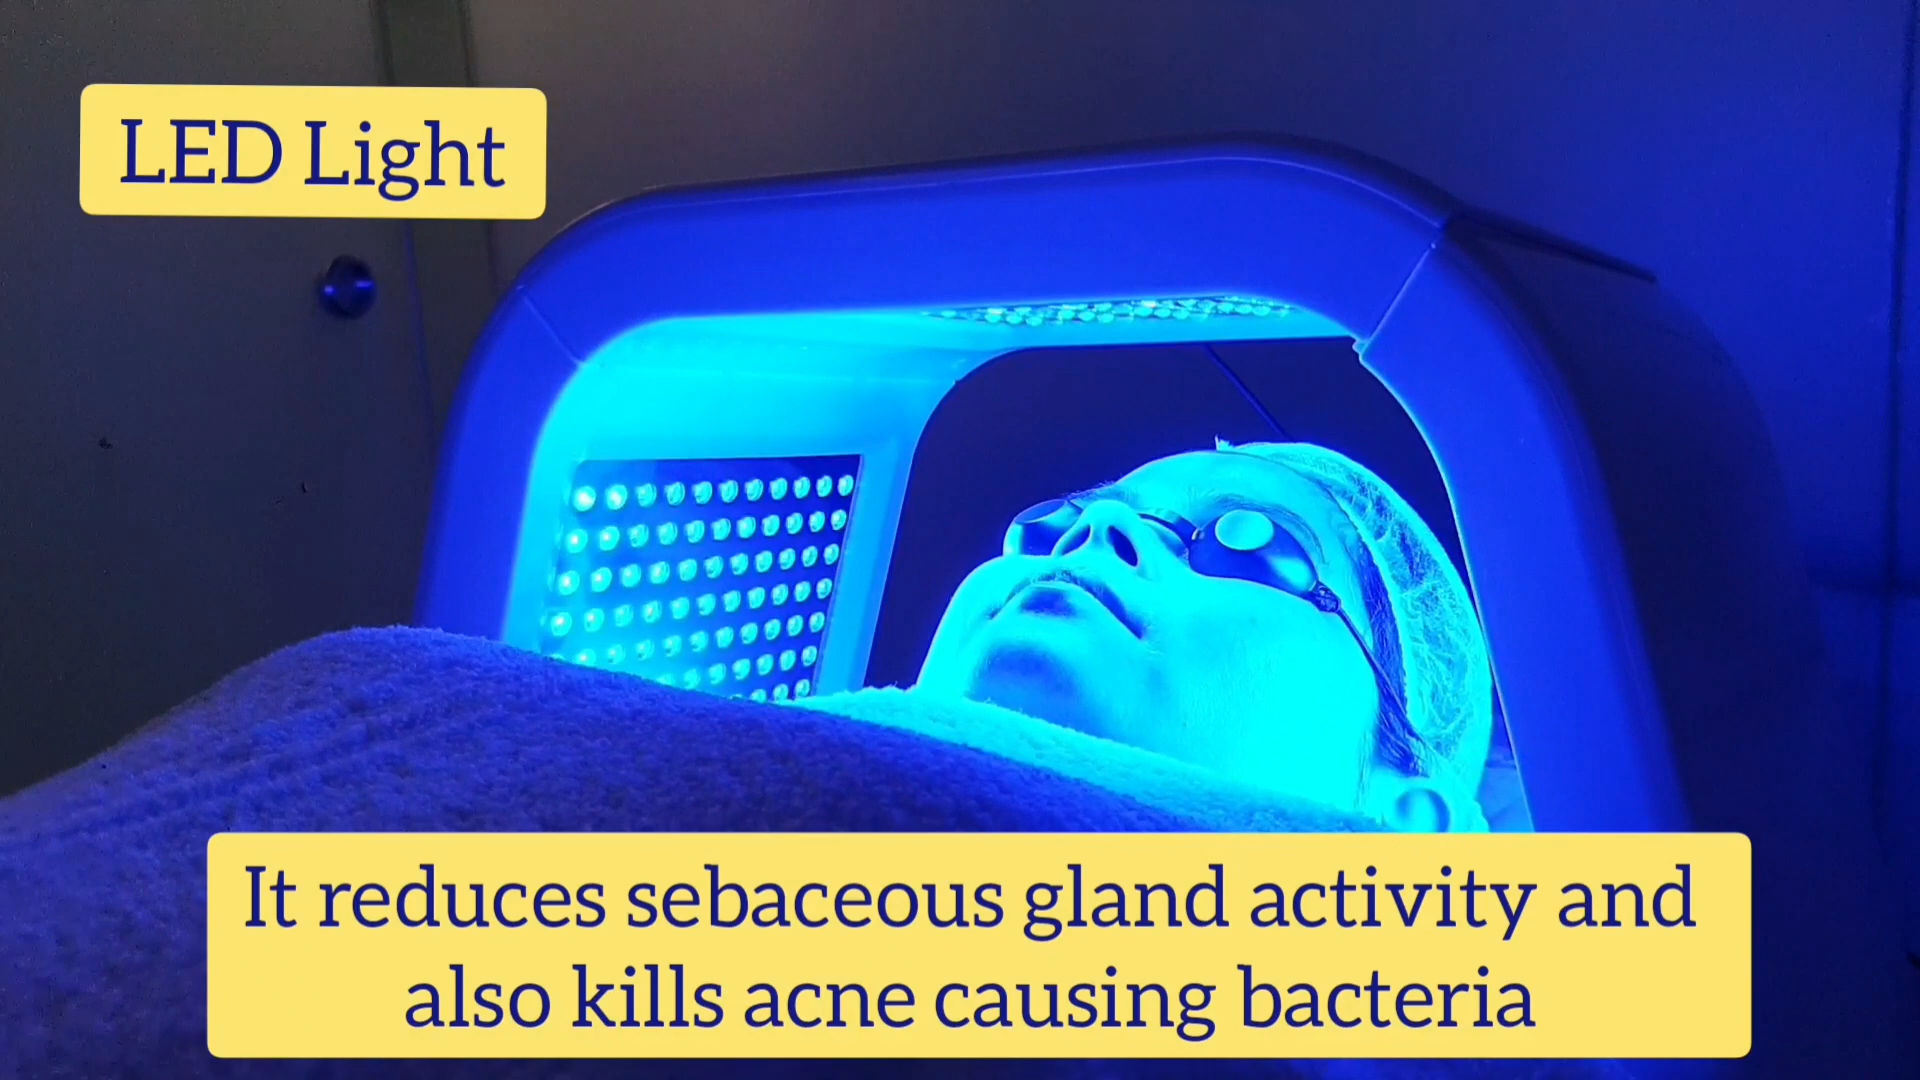 LED Light
It reduces sebaceous gland activity and
also kills acne causing bacteria